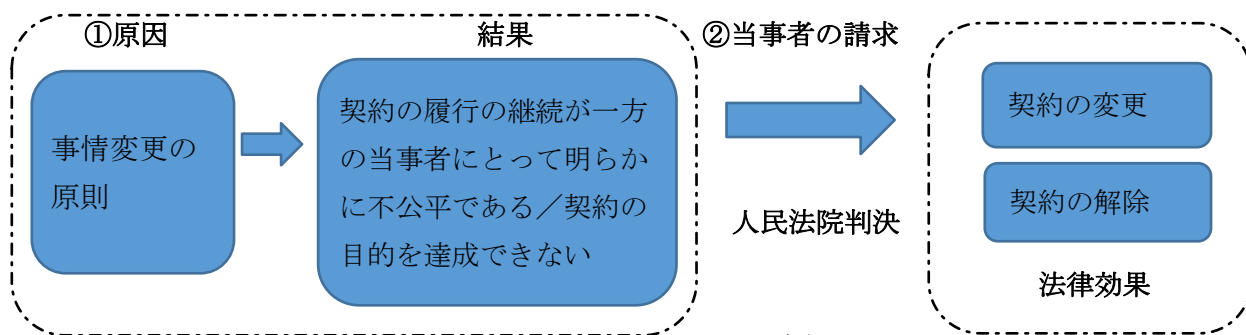 ①原因
結果
②当事者の請求
事情変更の
原則
契約の履行の継続が一方
の当事者にとって明らか
に不公平である／契約の
目的を達成できない
人民法院判決
契約の変更
契約の解除
法律効果